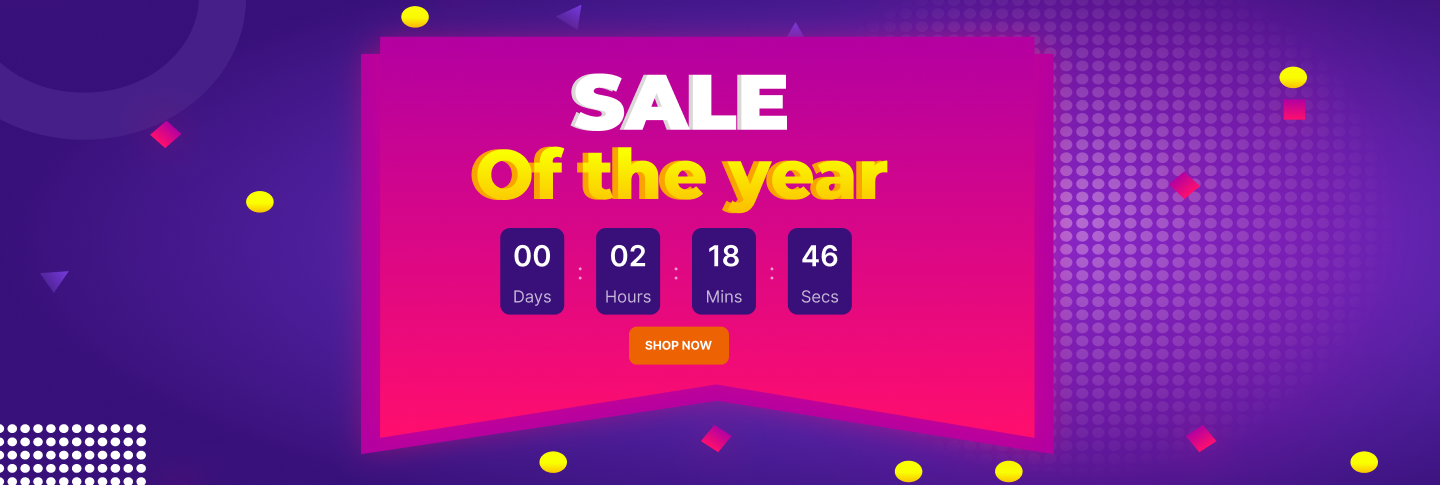 SALE
Of the year
00 : 02 : 18 : 46
Days Hours Mins Secs
SHOP NOW